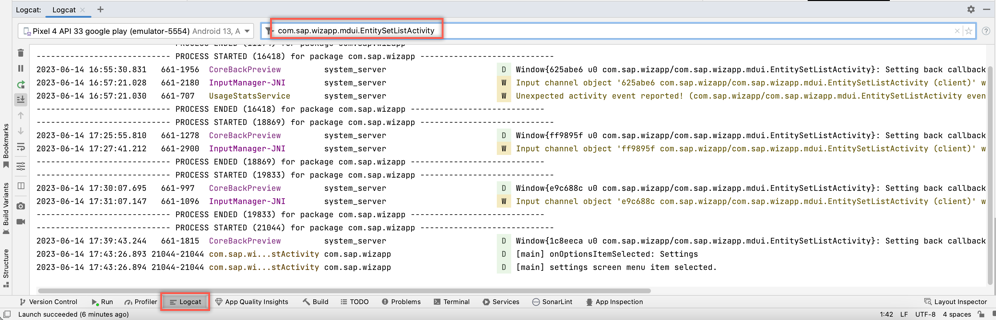 Logcat: Logcat × +
Pixel 4 API 33 google play (emulator-5554) Android 13, A com.sap.wizapp.mdui.EntitySetListActivity
PROCESS STARTED (16418) for package com.sap.wizapp
2023-06-14 16:55:30.831 661-1956 CoreBackPreview system_server D Window{625abe6 u0 com.sap.wizapp/com.sap.wizapp.mdui.EntitySetListActivity}: Setting back callback
2023-06-14 16:57:21.028 661-2180 InputManager-JNI system_server W Input channel object '625abe6 com.sap.wizapp/com.sap.wizapp.mdui.EntitySetListActivity (client)' w
2023-06-14 16:57:21.030 661-707 UsageStatsService system_server W Unexpected activity event reported! (com.sap.wizapp/com.sap.wizapp.mdui.EntitySetListActivity even
PROCESS ENDED (16418) for package com.sap.wizapp
PROCESS STARTED (18869) for package com.sap.wizapp
2023-06-14 17:25:55.810 661-1278 CoreBackPreview system_server D Window{ff9895f u0 com.sap.wizapp/com.sap.wizapp.mdui.EntitySetListActivity}: Setting back callback
2023-06-14 17:27:41.212 661-2900 InputManager-JNI system_server W Input channel object 'ff9895f com.sap.wizapp/com.sap.wizapp.mdui.EntitySetListActivity (client)' w
PROCESS ENDED (18869) for package com.sap.wizapp
PROCESS STARTED (19833) for package com.sap.wizapp
2023-06-14 17:30:07.695 661-997 CoreBackPreview system_server D Window{e9c688c u0 com.sap.wizapp/com.sap.wizapp.mdui.EntitySetListActivity}: Setting back callback
2023-06-14 17:31:07.147 661-1096 InputManager-JNI system_server W Input channel object 'e9c688c com.sap.wizapp/com.sap.wizapp.mdui.EntitySetListActivity (client)' w
PROCESS ENDED (19833) for package com.sap.wizapp
PROCESS STARTED (21044) for package com.sap.wizapp
2023-06-14 17:39:43.244 661-1815 CoreBackPreview system_server D Window{1c8eeca u0 com.sap.wizapp/com.sap.wizapp.mdui.EntitySetListActivity}: Setting back callback
2023-06-14 17:43:26.893 21044-21044 com.sap.wi...stActivity com.sap.wizapp D [main] onOptionsItemSelected: Settings
2023-06-14 17:43:26.894 21044-21044 com.sap.wi...stActivity com.sap.wizapp D [main] settings screen menu item selected.
Bookmarks
Build Variants
Structure
Version Control Run Profiler Logcat App Quality Insights Build TODO Problems Terminal Services SonarLint App Inspection Layout Inspector
Launch succeeded (6 minutes ago) 1:42 LF UTF-8 4 spaces